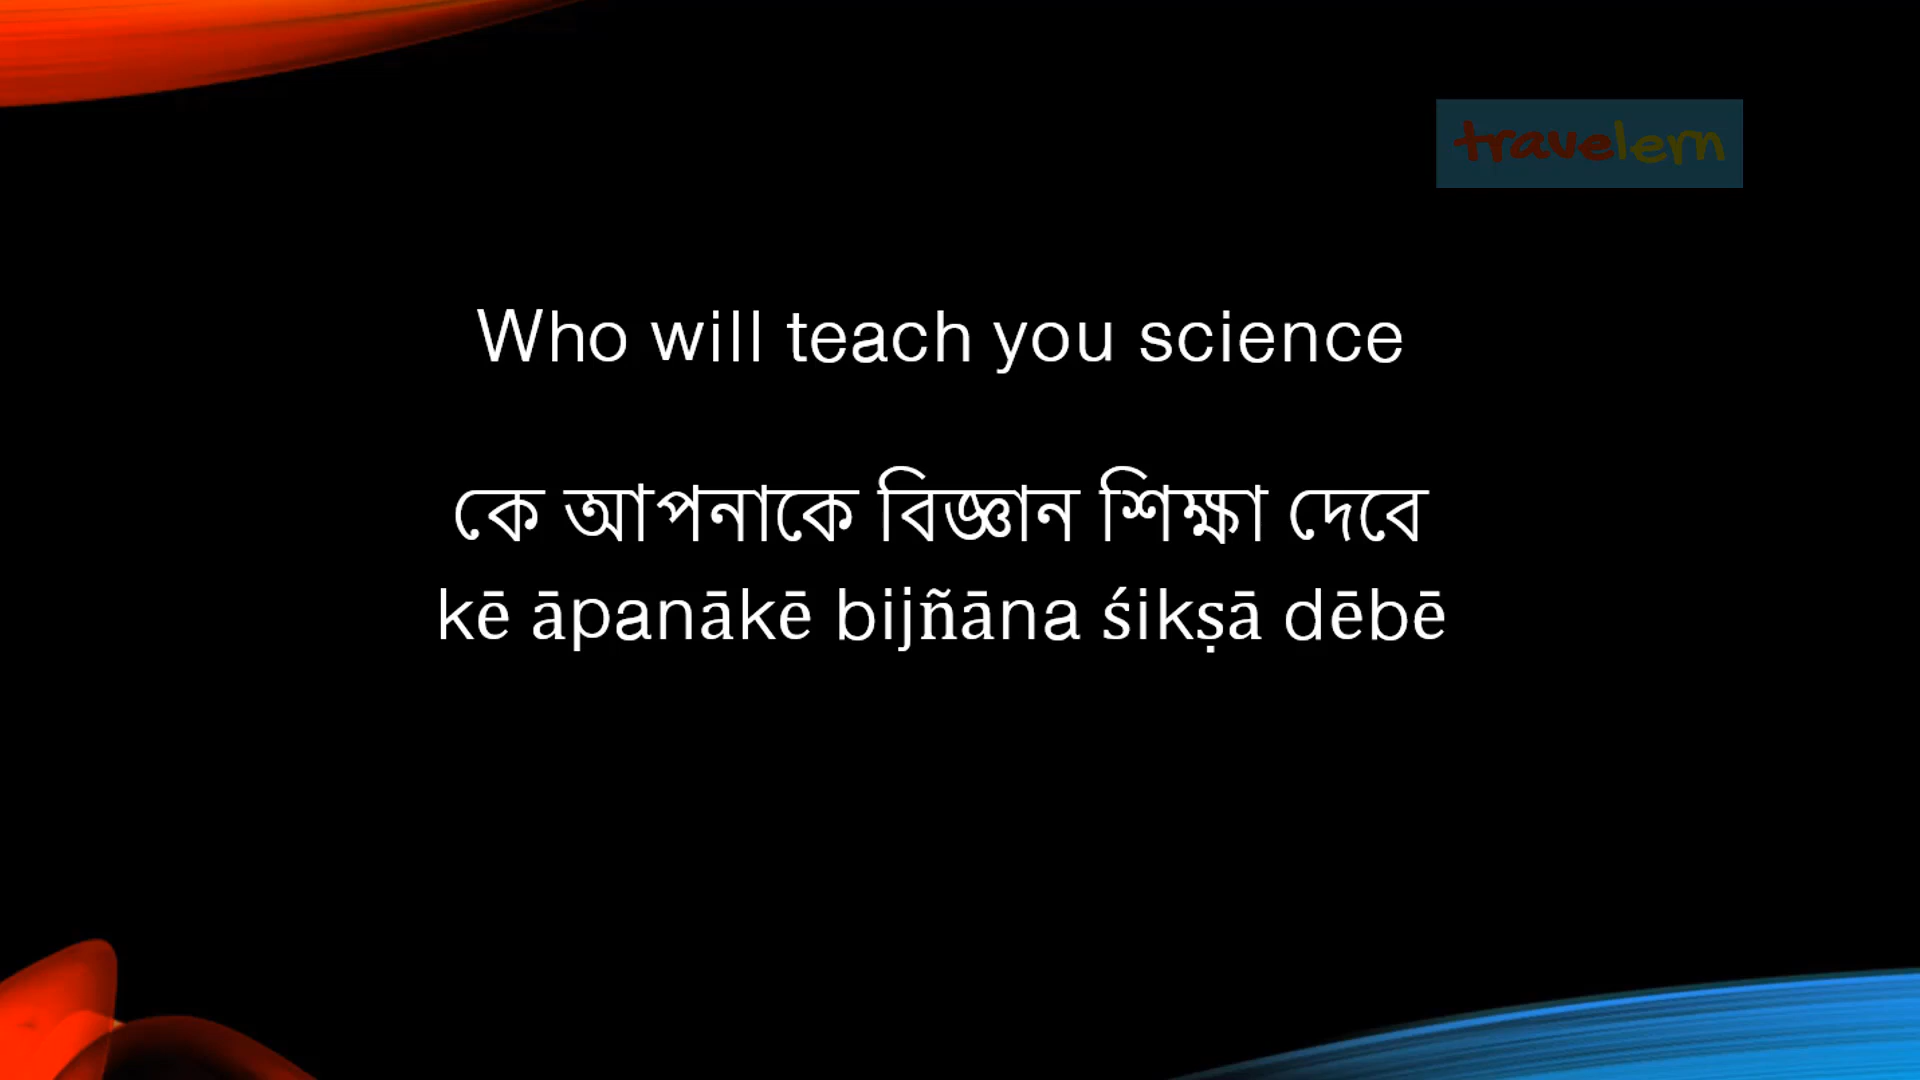 travelern
Who will teach you science
কে আপনাকে বিজ্ঞান শিক্ষা দেবে
kē āpanākē bijñāna śikṣā dēbē